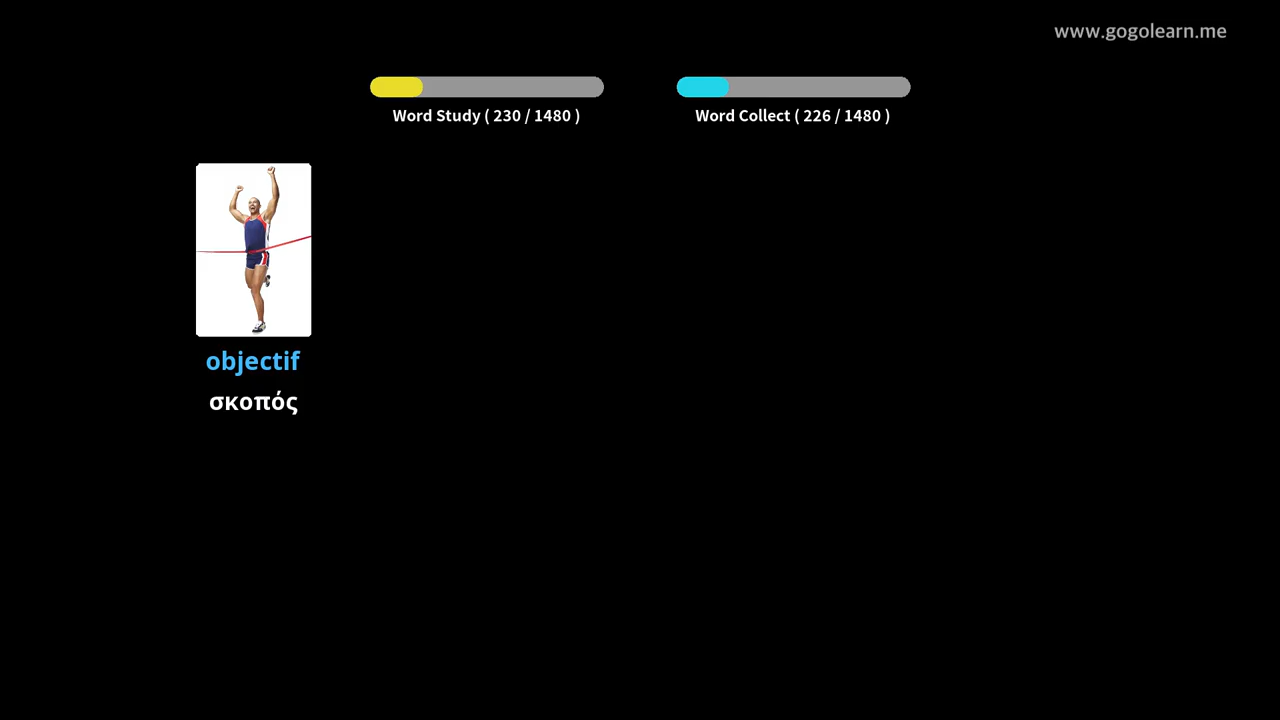 www.gogolearn.me
Word Study ( 230 / 1480 )
Word Collect ( 226 / 1480 )
objectif
σκοπός